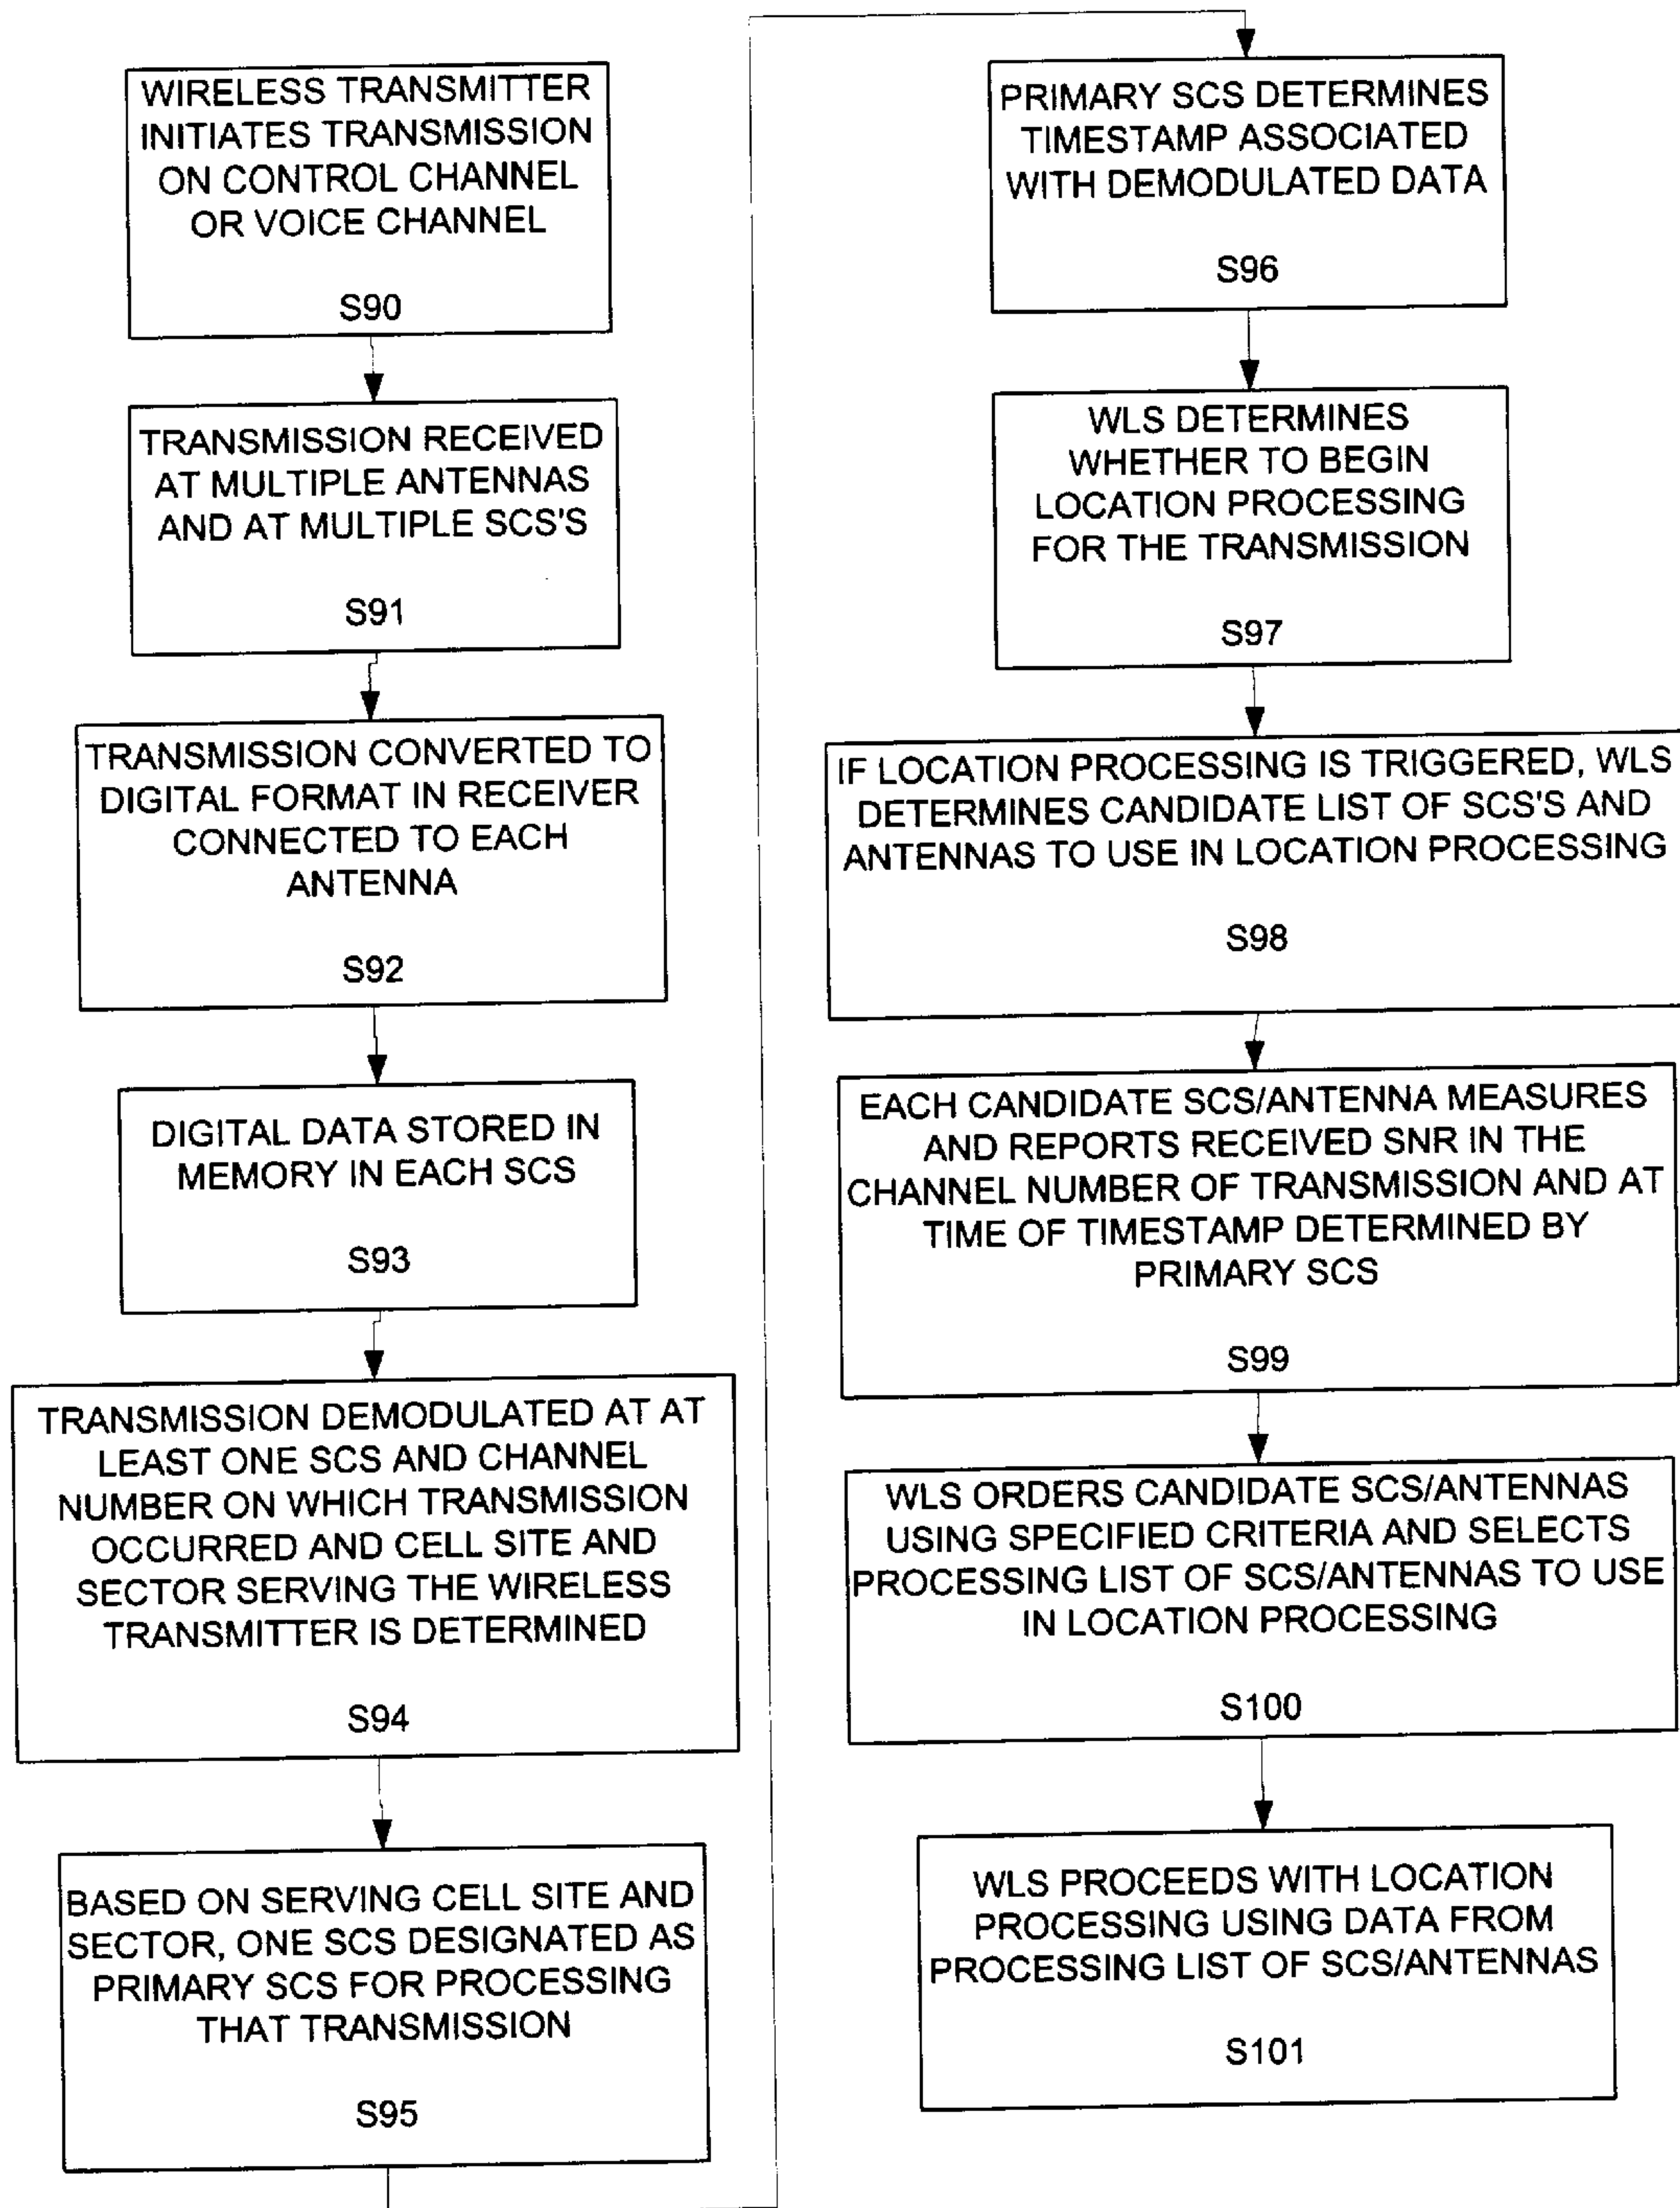 WIRELESS TRANSMITTER
INITIATES TRANSMISSION
ON CONTROL CHANNEL
OR VOICE CHANNEL
S90
TRANSMISSION RECEIVED
AT MULTIPLE ANTENNAS
AND AT MULTIPLE SCS'S
S91
TRANSMISSION CONVERTED TO
DIGITAL FORMAT IN RECEIVER
CONNECTED TO EACH
ANTENNA
S92
DIGITAL DATA STORED IN
MEMORY IN EACH SCS
S93
TRANSMISSION DEMODULATED AT AT
LEAST ONE SCS AND CHANNEL
NUMBER ON WHICH TRANSMISSION
OCCURRED AND CELL SITE AND
SECTOR SERVING THE WIRELESS
TRANSMITTER IS DETERMINED
S94
BASED ON SERVING CELL SITE AND
SECTOR, ONE SCS DESIGNATED AS
PRIMARY SCS FOR PROCESSING
THAT TRANSMISSION
S95
PRIMARY SCS DETERMINES
TIMESTAMP ASSOCIATED
WITH DEMODULATED DATA
S96
WLS DETERMINES
WHETHER TO BEGIN
LOCATION PROCESSING
FOR THE TRANSMISSION
S97
IF LOCATION PROCESSING IS TRIGGERED, WLS
DETERMINES CANDIDATE LIST OF SCS'S AND
ANTENNAS TO USE IN LOCATION PROCESSING
S98
EACH CANDIDATE SCS/ANTENNA MEASURES
AND REPORTS RECEIVED SNR IN THE
CHANNEL NUMBER OF TRANSMISSION AND AT
TIME OF TIMESTAMP DETERMINED BY
PRIMARY SCS
S99
WLS ORDERS CANDIDATE SCS/ANTENNAS
USING SPECIFIED CRITERIA AND SELECTS
PROCESSING LIST OF SCS/ANTENNAS TO USE
IN LOCATION PROCESSING
S100
WLS PROCEEDS WITH LOCATION
PROCESSING USING DATA FROM
PROCESSING LIST OF SCS/ANTENNAS
S101